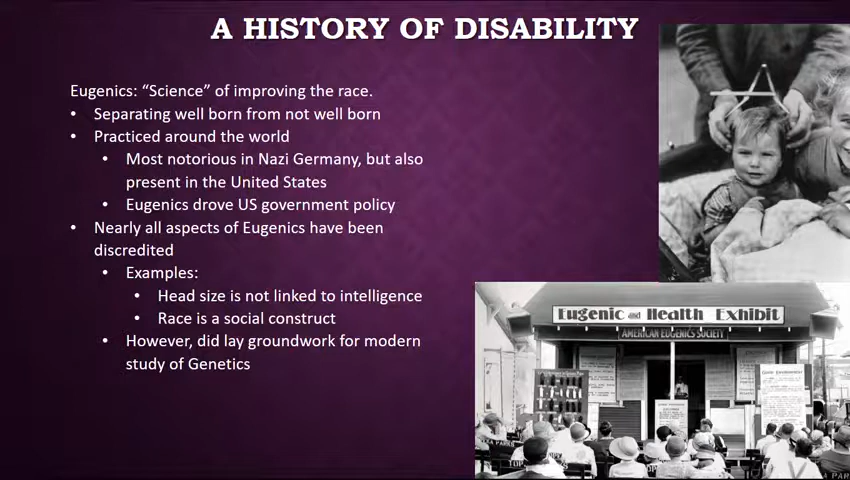 A HISTORY OF DISABILITY
Eugenics: “Science” of improving the race.
• Separating well born from not well born
• Practiced around the world
• Most notorious in Nazi Germany, but also
present in the United States
• Eugenics drove US government policy
• Nearly all aspects of Eugenics have been
discredited
• Examples:
• Head size is not linked to intelligence
• Race is a social construct
• However, did lay groundwork for modern
study of Genetics
Eugenic and Health Exhibit
AMERICAN EUGENICS SOCIETY